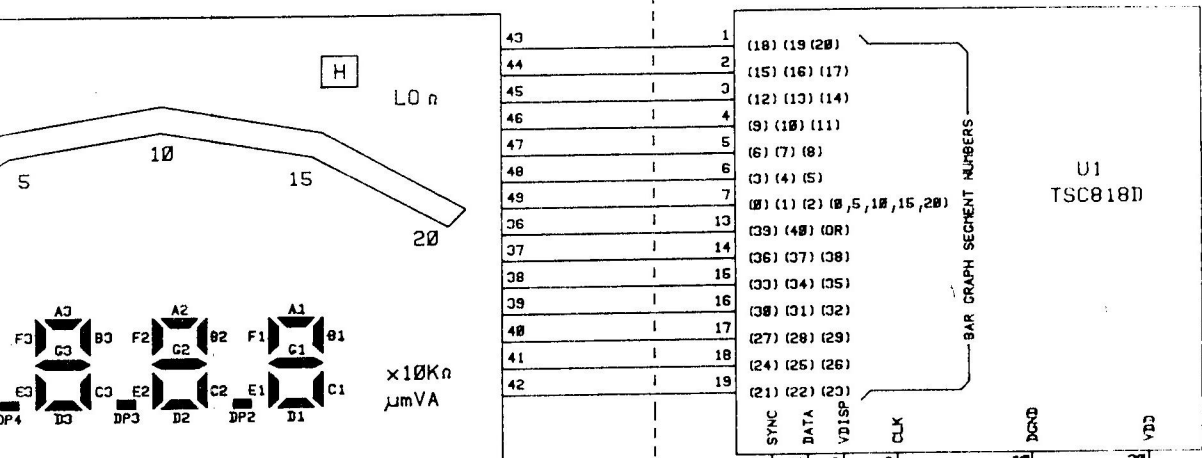 43 1 (18) (19 (20)
44 2 (15) (16) (17)
H
LO Ω 45 3 (12) (13) (14)
46 4 (9) (10) (11)
47 5 (6) (7) (8)
48 6 (3) (4) (5)
49 7 (0) (1) (2) (0,5,10,15,20)
36 13 (39) (40) (OR)
37 14 (36) (37) (38)
38 15 (33) (34) (35)
39 16 (30) (31) (32)
40 17 (27) (28) (29)
41 18 (24) (25) (26)
42 19 (21) (22) (23)
BAR GRAPH SEGMENT NUMBERS
U1
TSC818D
5 10 15 20
A3 A2 A1
F3 B3 F2 B2 F1 B1
G3 G2 G1
E3 C3 E2 C2 E1 C1
DP4 D3 DP3 D2 DP2 D1
x10KΩ
µmVA
SYNC
DATA
VDISP
CLK
DGND
VDD